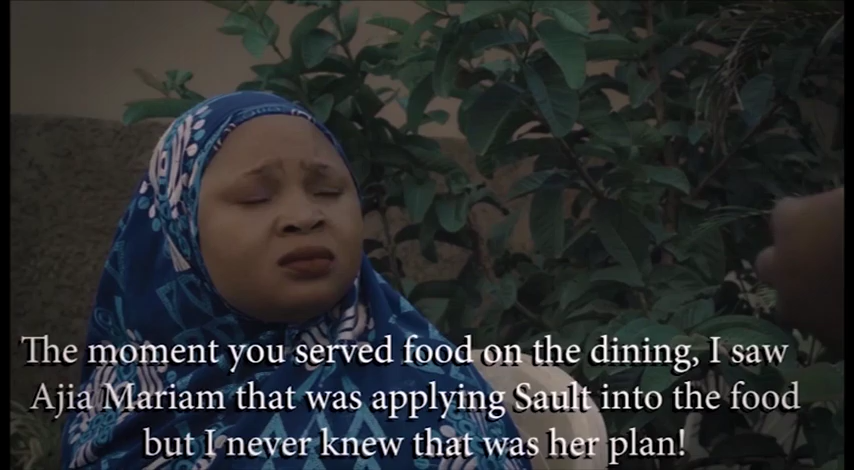 The moment you served food on the dining, I saw
Ajia Mariam that was applying Sault into the food
but I never knew that was her plan!